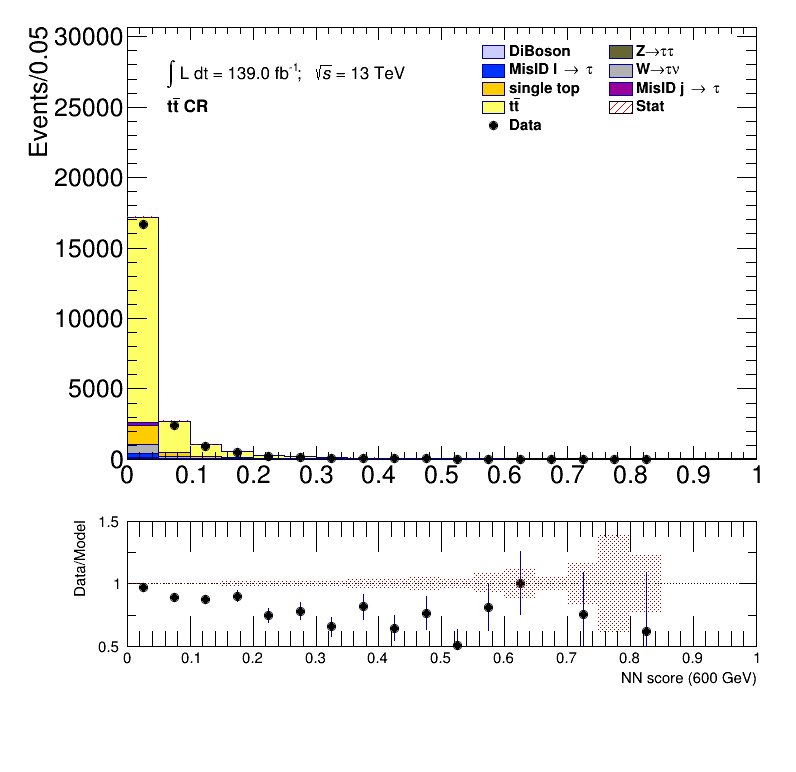 Events/0.05
30000
25000
20000
15000
10000
5000
0
∫ L dt = 139.0 fb⁻¹; √s = 13 TeV
tt̄ CR
DiBoson
MisID l → τ
single top
tt̄
Data
Z→ττ
W→τν
MisID j → τ
Stat
0 0.1 0.2 0.3 0.4 0.5 0.6 0.7 0.8 0.9 1
Data/Model
1.5
1
0.5
0 0.1 0.2 0.3 0.4 0.5 0.6 0.7 0.8 0.9 1
NN score (600 GeV)